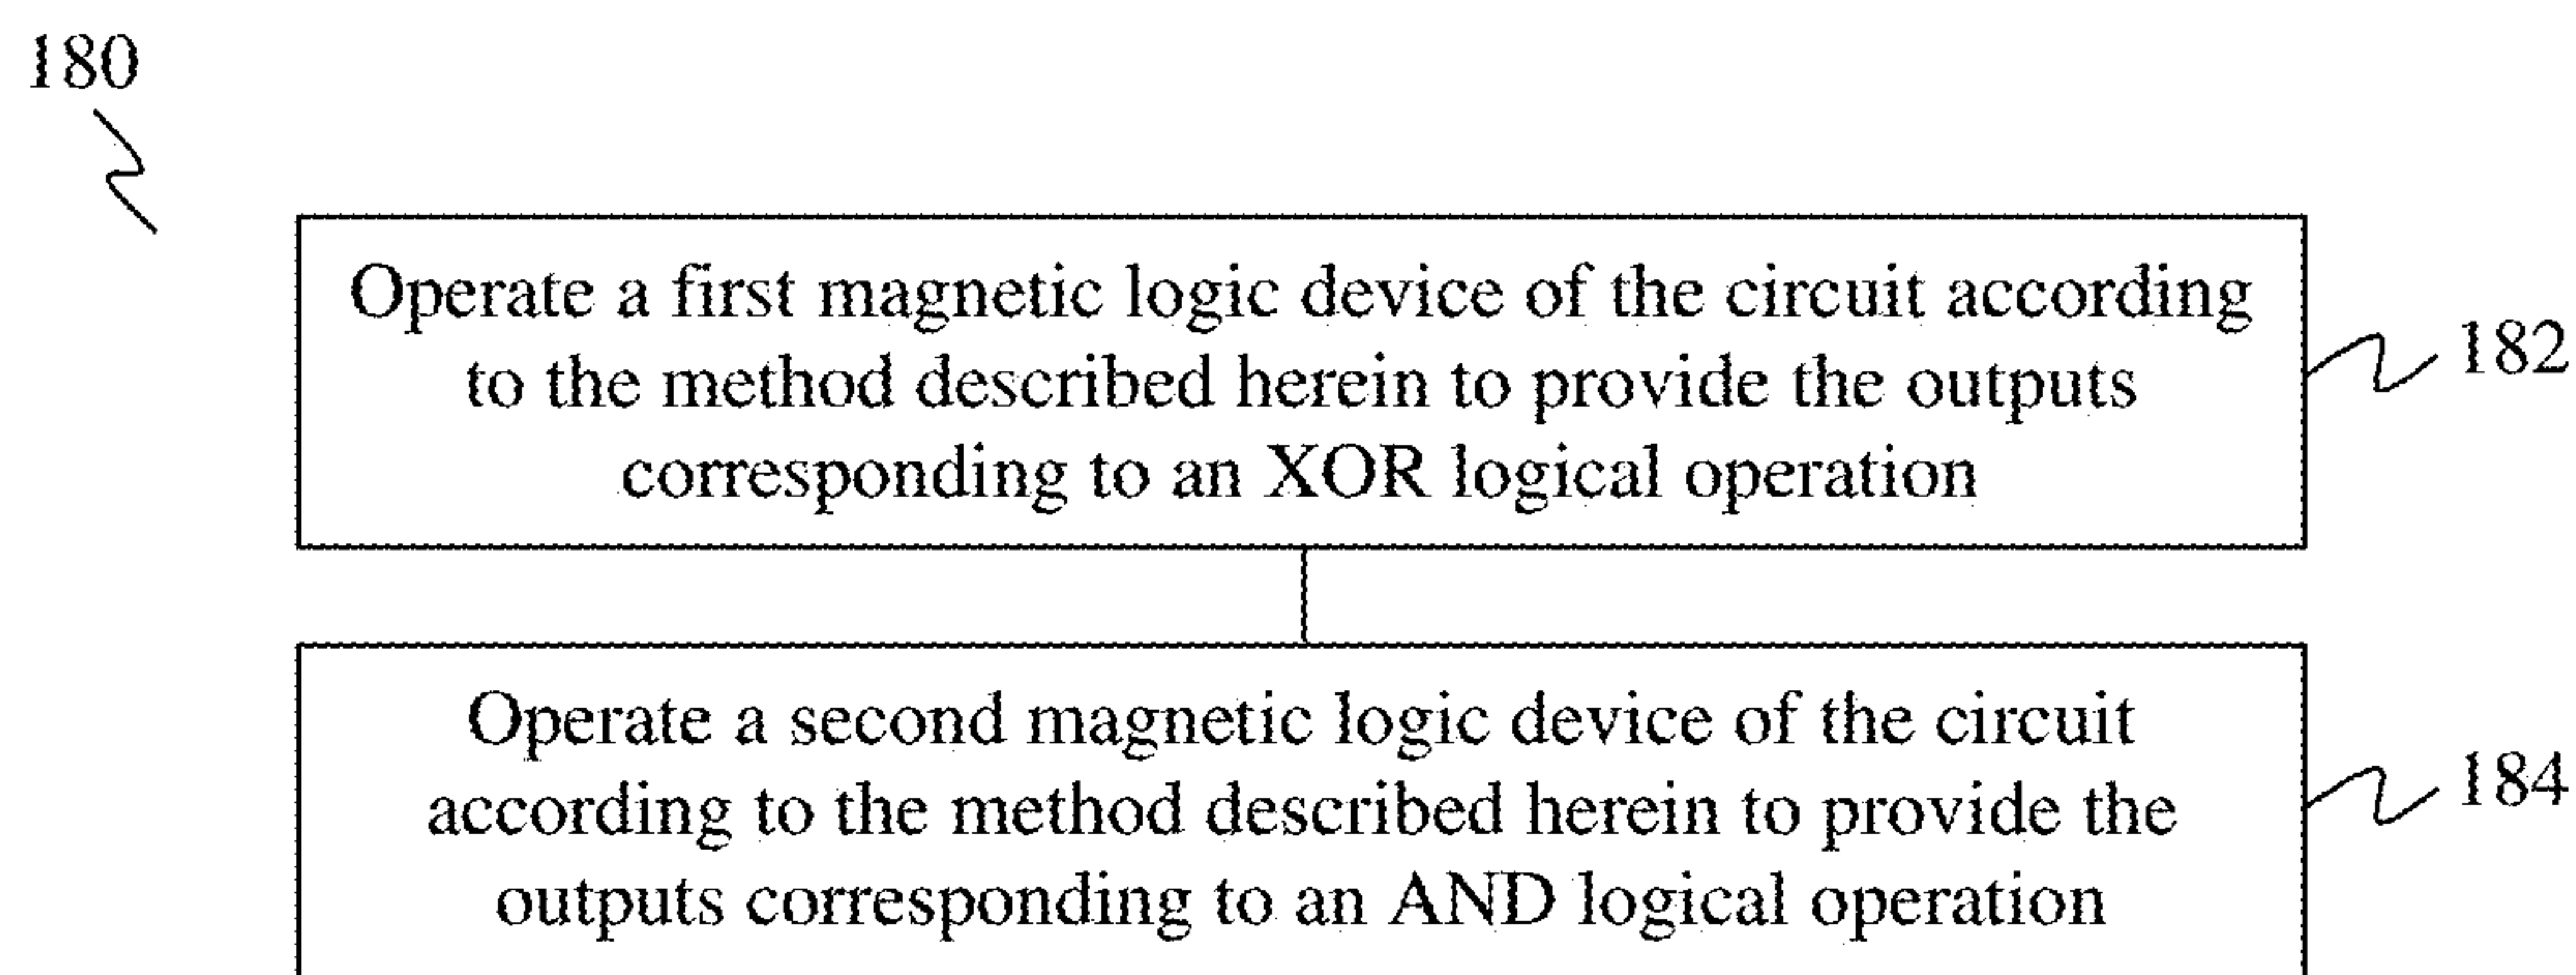 180
Operate a first magnetic logic device of the circuit according
to the method described herein to provide the outputs
corresponding to an XOR logical operation
182
Operate a second magnetic logic device of the circuit
according to the method described herein to provide the
outputs corresponding to an AND logical operation
184